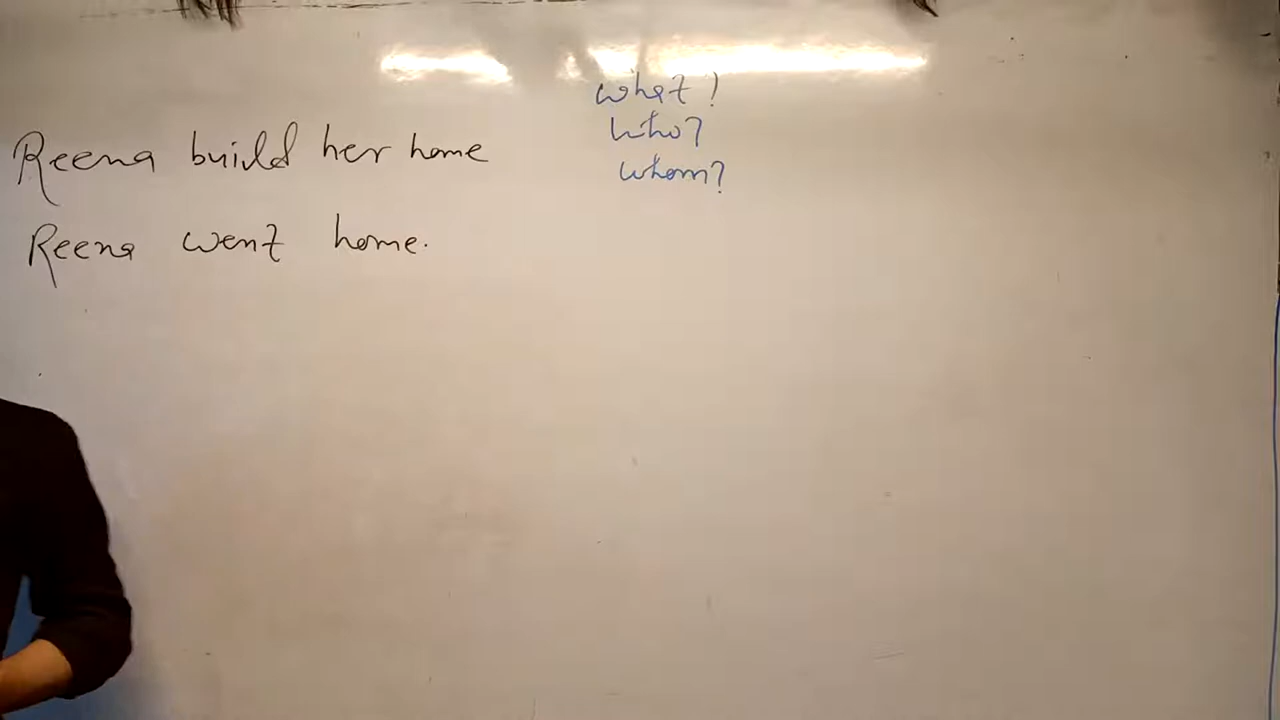 Reena build her home
Reena went home.
what?
who?
whom?